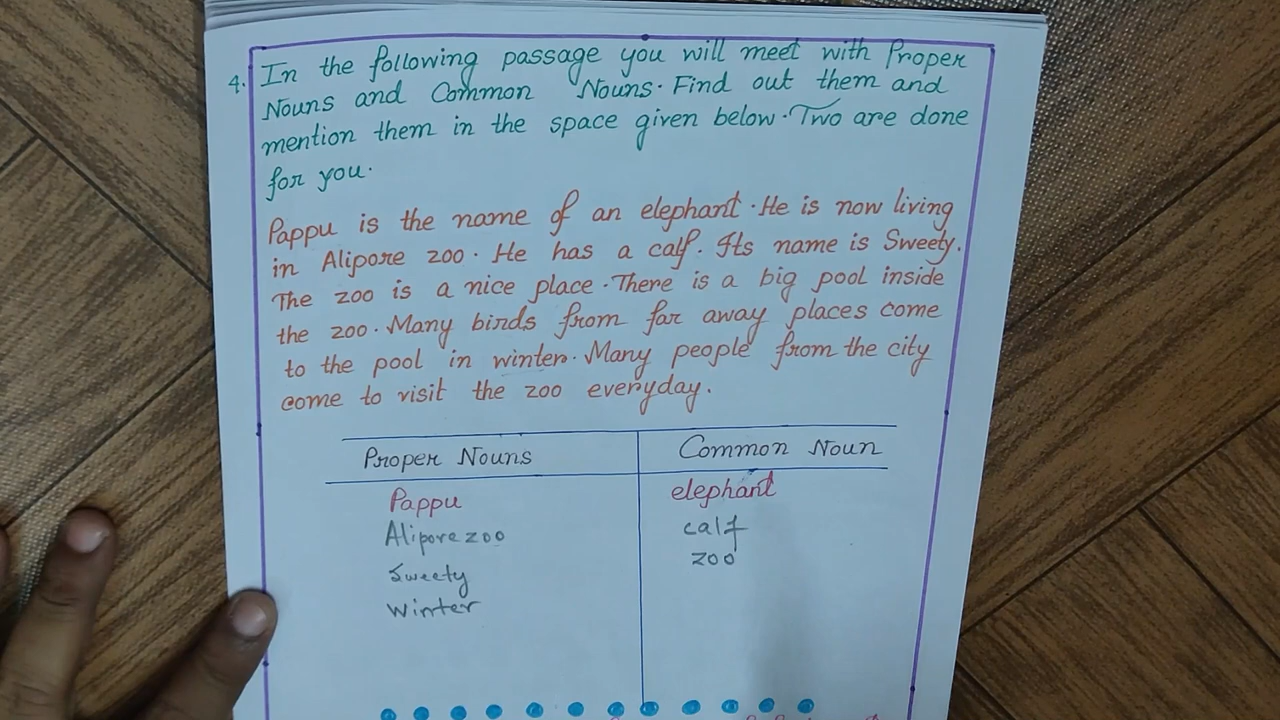 4. In the following passage you will meet with Proper
Nouns and Common Nouns. Find out them and
mention them in the space given below. Two are done
for you.
Pappu is the name of an elephant. He is now living
in Alipore zoo. He has a calf. Its name is Sweety.
The zoo is a nice place. There is a big pool inside
the zoo. Many birds from far away places come
to the pool in winter. Many people from the city
come to visit the zoo everyday.
Proper Nouns Common Noun
Pappu elephant
Alipore zoo calf
Sweety zoo
Winter